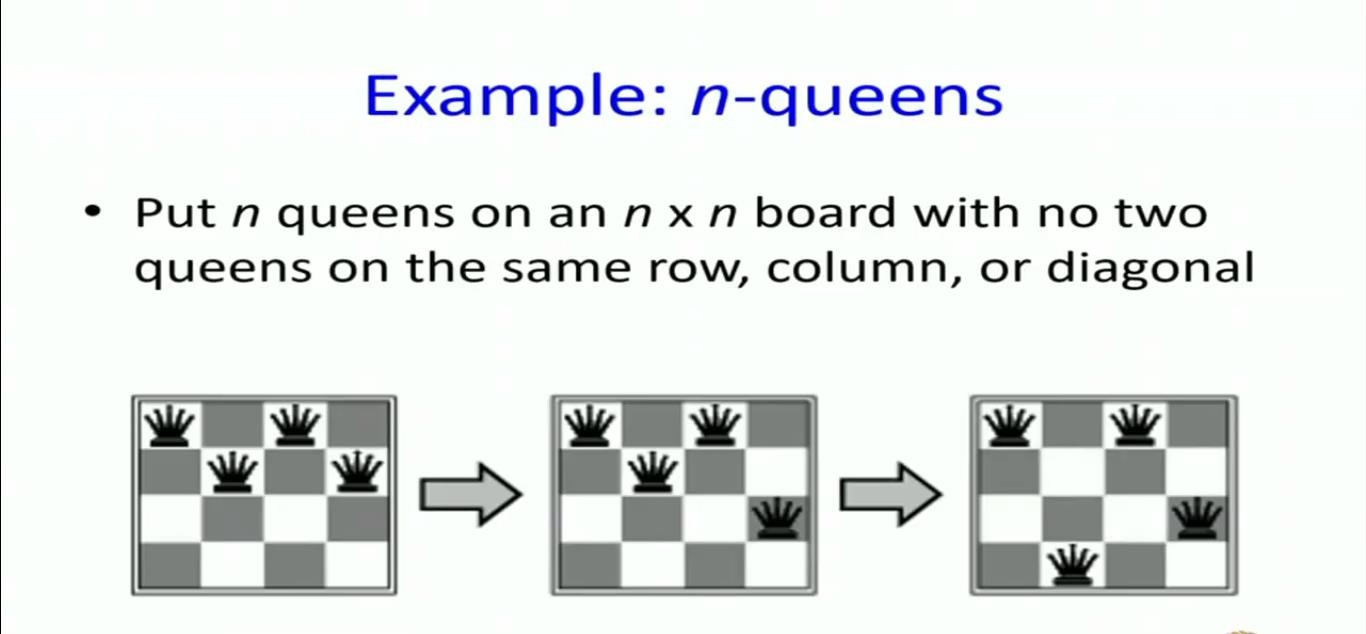 Example: n-queens
• Put n queens on an n x n board with no two
queens on the same row, column, or diagonal